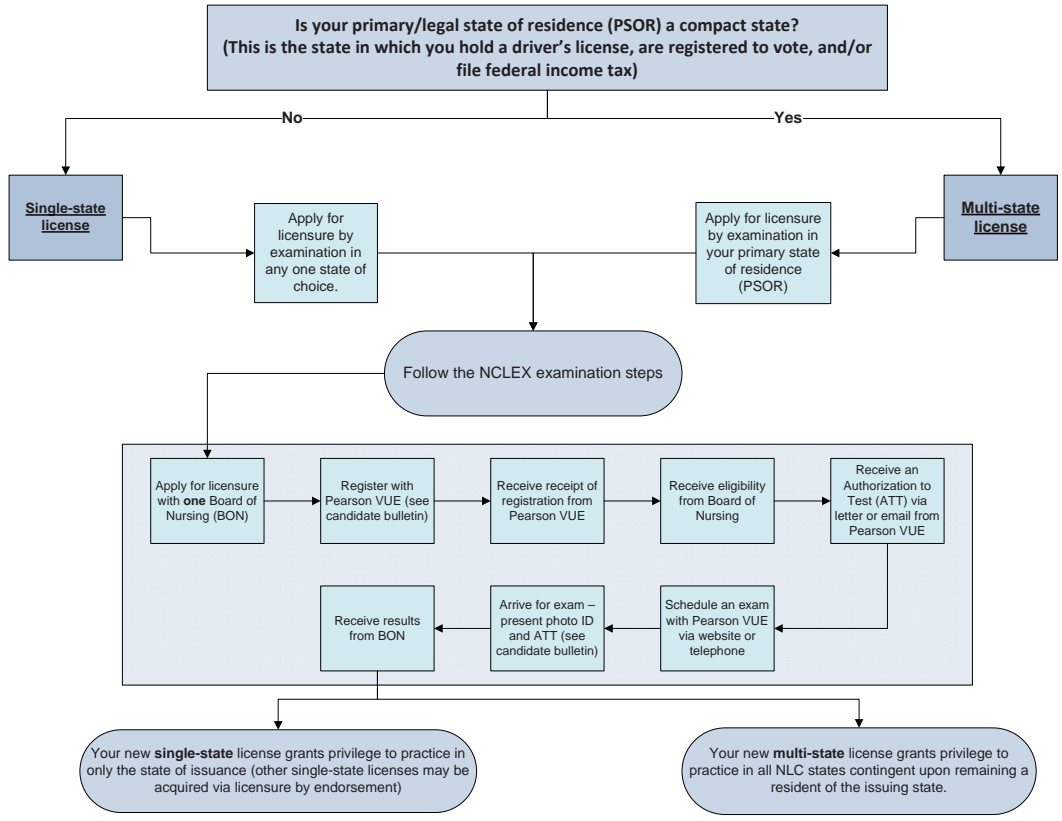 Is your primary/legal state of residence (PSOR) a compact state?
(This is the state in which you hold a driver's license, are registered to vote, and/or
file federal income tax)
No
Yes
Single-state
license
Apply for
licensure by
examination in
any one state of
choice.
Apply for licensure
by examination in
your primary state
of residence
(PSOR)
Multi-state
license
Follow the NCLEX examination steps
Apply for licensure
with one Board of
Nursing (BON)
Register with
Pearson VUE (see
candidate bulletin)
Receive receipt of
registration from
Pearson VUE
Receive eligibility
from Board of
Nursing
Receive an
Authorization to
Test (ATT) via
letter or email from
Pearson VUE
Schedule an exam
with Pearson VUE
via website or
telephone
Arrive for exam –
present photo ID
and ATT (see
candidate bulletin)
Receive results
from BON
Your new single-state license grants privilege to practice in
only the state of issuance (other single-state licenses may be
acquired via licensure by endorsement)
Your new multi-state license grants privilege to
practice in all NLC states contingent upon remaining a
resident of the issuing state.